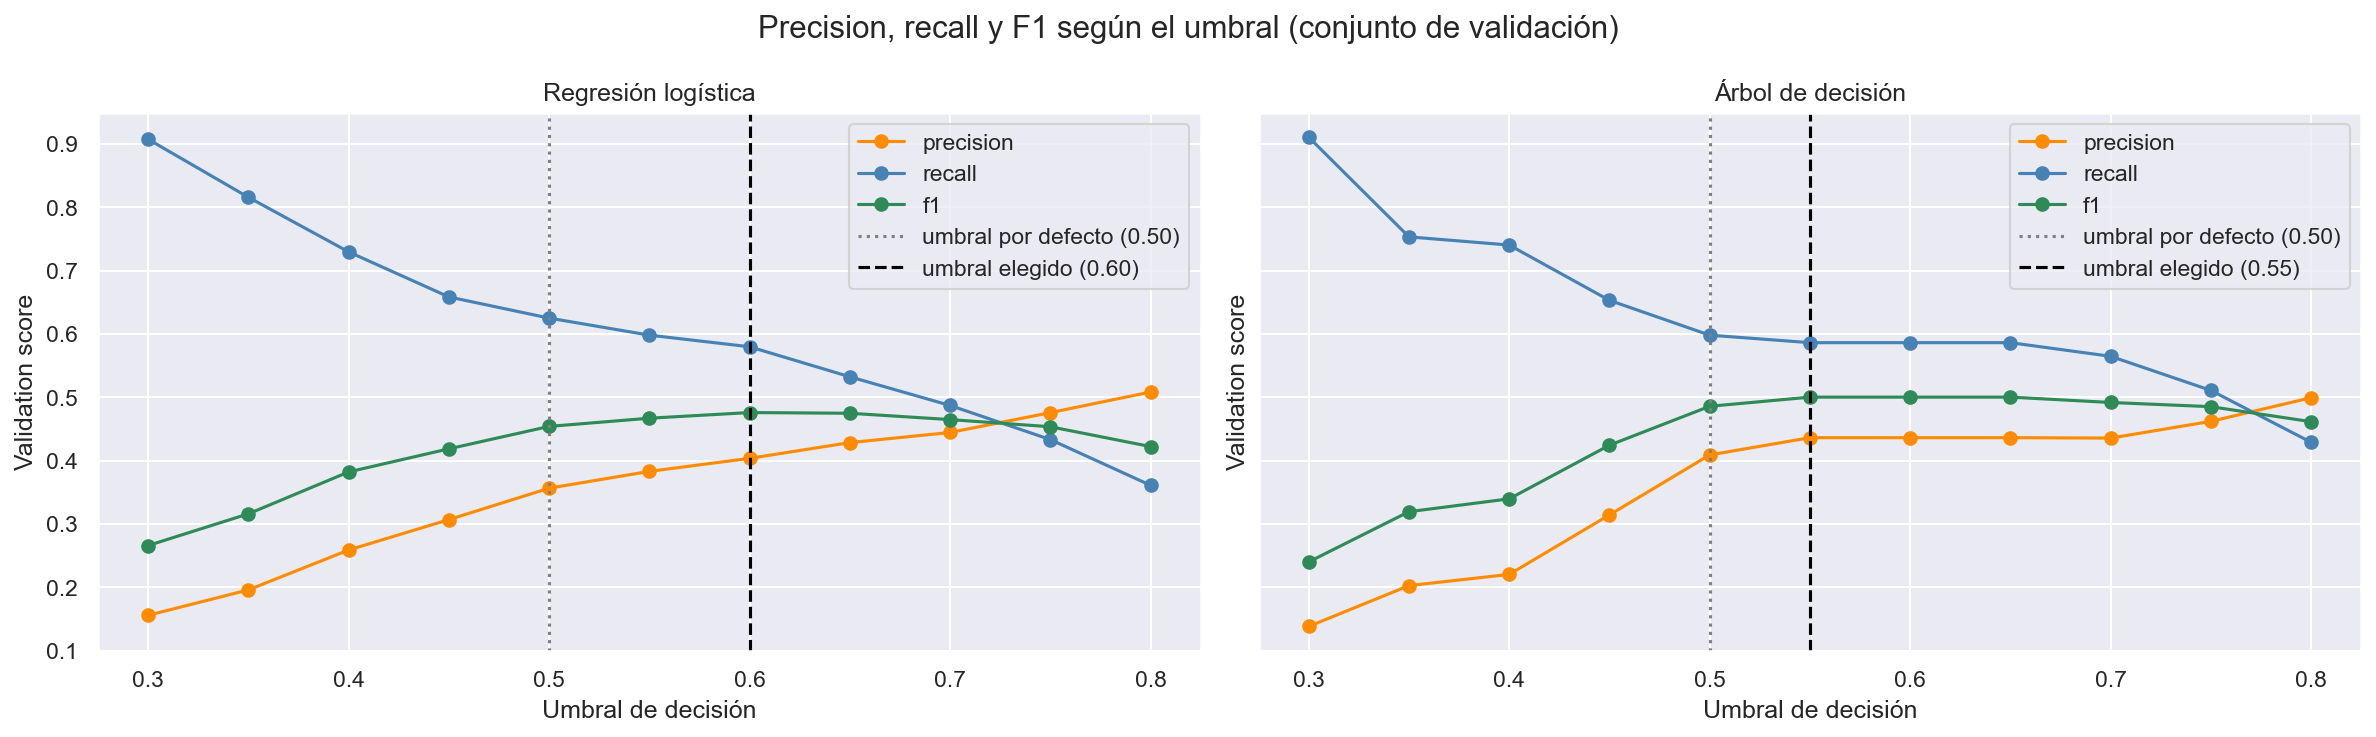 Precision, recall y F1 según el umbral (conjunto de validación)
Regresión logística
Validation score
0.9
0.8
0.7
0.6
0.5
0.4
0.3
0.2
0.1
precision
recall
f1
umbral por defecto (0.50)
umbral elegido (0.60)
0.3 0.4 0.5 0.6 0.7 0.8
Umbral de decisión
Árbol de decisión
Validation score
precision
recall
f1
umbral por defecto (0.50)
umbral elegido (0.55)
0.3 0.4 0.5 0.6 0.7 0.8
Umbral de decisión